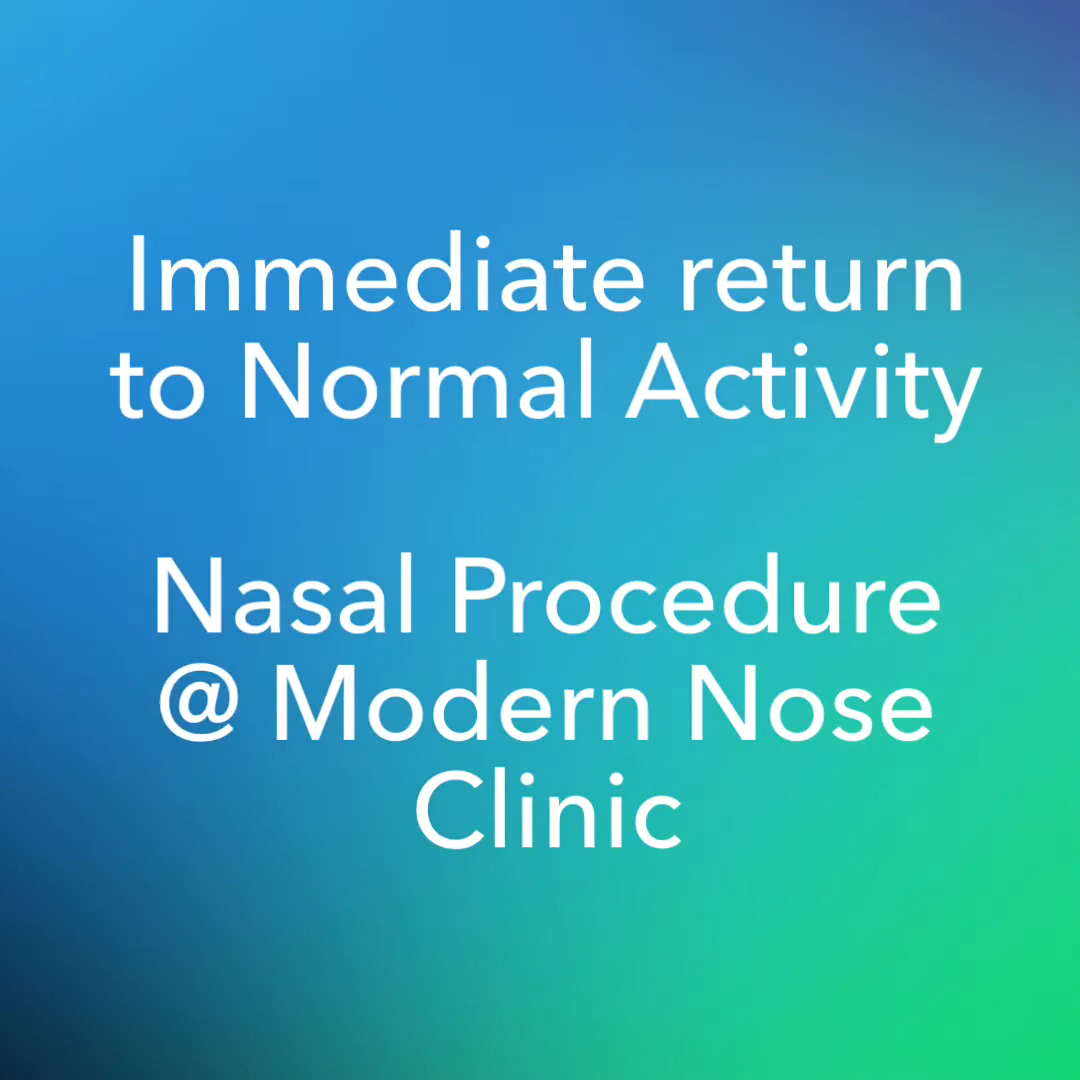 Immediate return
to Normal Activity
Nasal Procedure
@ Modern Nose
Clinic